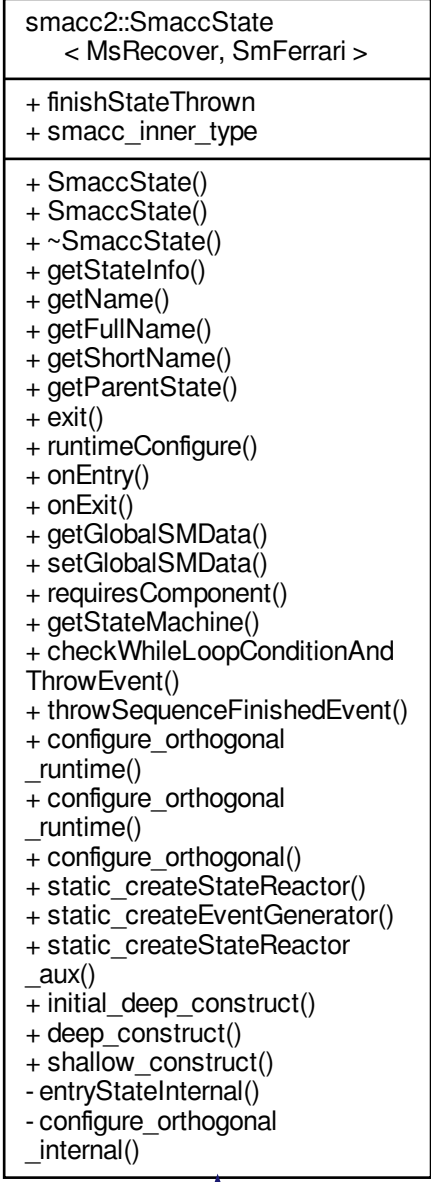 smacc2::SmaccState
< MsRecover, SmFerrari >
+ finishStateThrown
+ smacc_inner_type
+ SmaccState()
+ SmaccState()
+ ~SmaccState()
+ getStateInfo()
+ getName()
+ getFullName()
+ getShortName()
+ getParentState()
+ exit()
+ runtimeConfigure()
+ onEntry()
+ onExit()
+ getGlobalSMData()
+ setGlobalSMData()
+ requiresComponent()
+ getStateMachine()
+ checkWhileLoopConditionAnd
ThrowEvent()
+ throwSequenceFinishedEvent()
+ configure_orthogonal
_runtime()
+ configure_orthogonal
_runtime()
+ configure_orthogonal()
+ static_createStateReactor()
+ static_createEventGenerator()
+ static_createStateReactor
_aux()
+ initial_deep_construct()
+ deep_construct()
+ shallow_construct()
- entryStateInternal()
- configure_orthogonal
_internal()